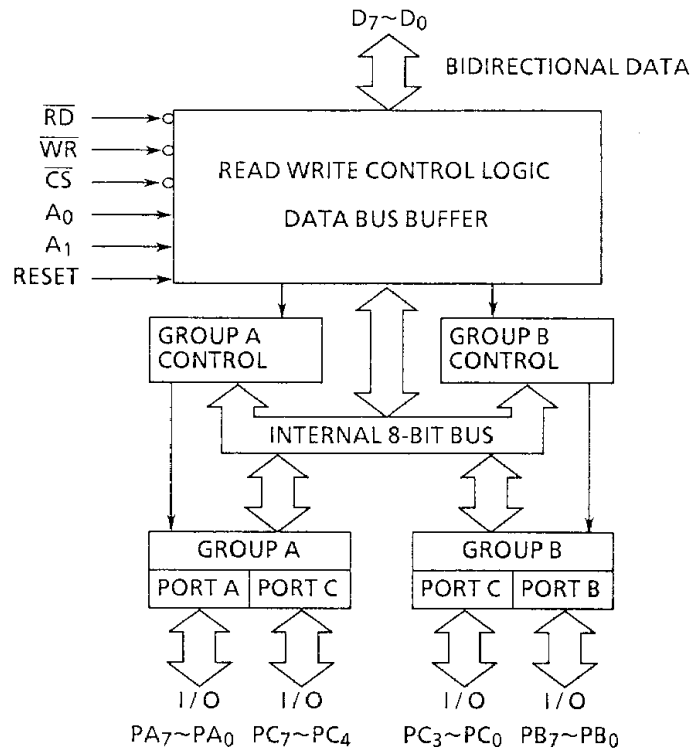 D7~D0
BIDIRECTIONAL DATA
RD
WR
CS
A0
A1
RESET
READ WRITE CONTROL LOGIC
DATA BUS BUFFER
GROUP A
CONTROL
GROUP B
CONTROL
INTERNAL 8-BIT BUS
GROUP A
PORT A PORT C
GROUP B
PORT C PORT B
I/O I/O I/O I/O
PA7~PA0 PC7~PC4 PC3~PC0 PB7~PB0